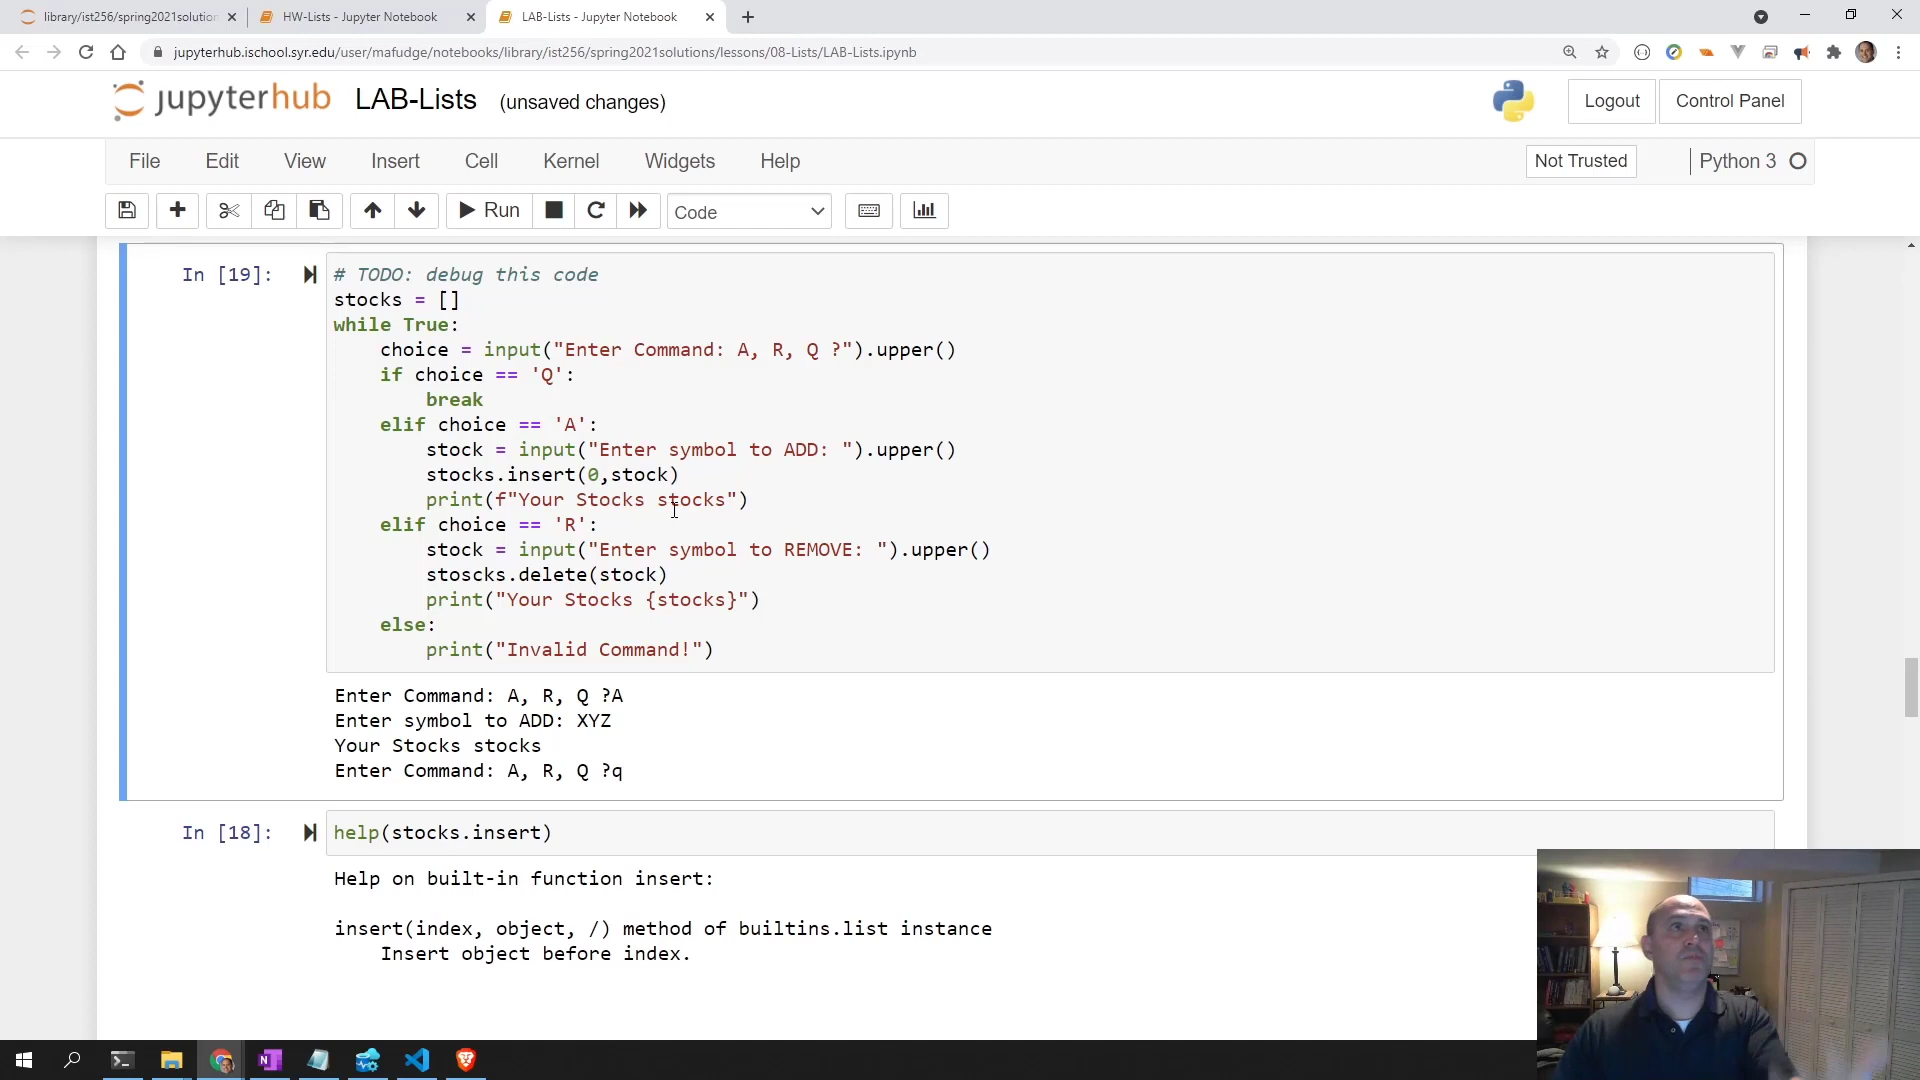 library/ist256/spring2021solution
HW-Lists - Jupyter Notebook
LAB-Lists - Jupyter Notebook
jupyterhub.ischool.syr.edu/user/mafudge/notebooks/library/ist256/spring2021solutions/lessons/08-Lists/LAB-Lists.ipynb
jupyterhub LAB-Lists (unsaved changes) Logout Control Panel
File Edit View Insert Cell Kernel Widgets Help Not Trusted Python 3
Run Code
In [19]:
# TODO: debug this code
stocks = []
while True:
    choice = input("Enter Command: A, R, Q ?").upper()
    if choice == 'Q':
        break
    elif choice == 'A':
        stock = input("Enter symbol to ADD: ").upper()
        stocks.insert(0,stock)
        print(f"Your Stocks stocks")
    elif choice == 'R':
        stock = input("Enter symbol to REMOVE: ").upper()
        stoscks.delete(stock)
        print("Your Stocks {stocks}")
    else:
        print("Invalid Command!")
Enter Command: A, R, Q ?A
Enter symbol to ADD: XYZ
Your Stocks stocks
Enter Command: A, R, Q ?q
In [18]:
help(stocks.insert)
Help on built-in function insert:
insert(index, object, /) method of builtins.list instance
    Insert object before index.